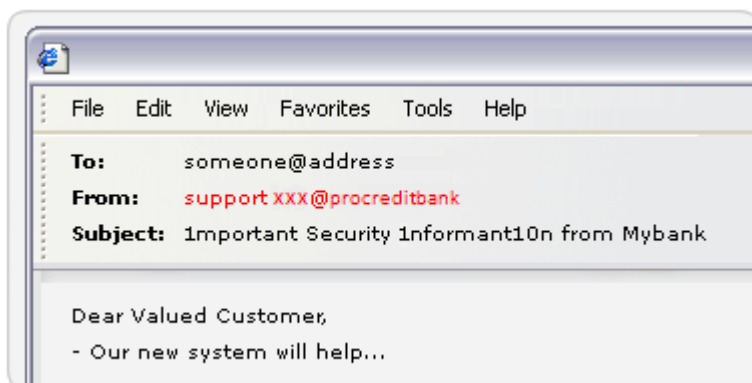 File Edit View Favorites Tools Help
To: someone@address
From: support xxx@procreditbank
Subject: 1mportant Security 1nformant10n from Mybank
Dear Valued Customer,
- Our new system will help...